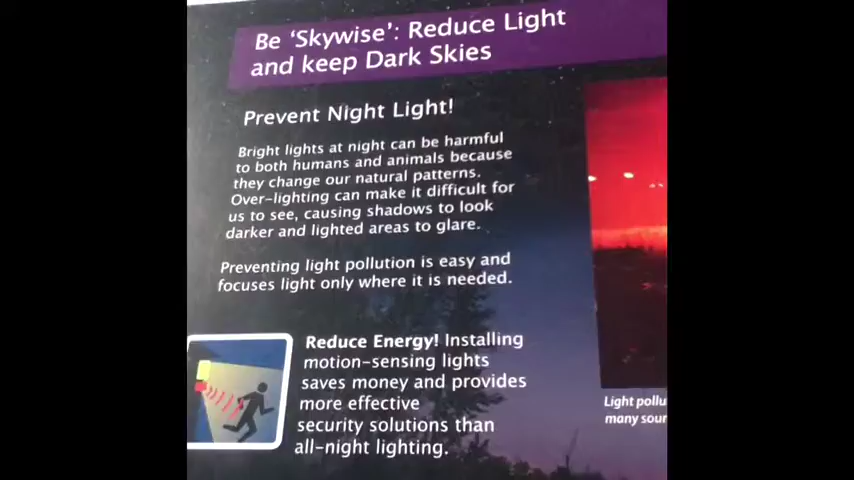 Be ‘Skywise’: Reduce Light
and keep Dark Skies
Prevent Night Light!
Bright lights at night can be harmful
to both humans and animals because
they change our natural patterns.
Over-lighting can make it difficult for
us to see, causing shadows to look
darker and lighted areas to glare.
Preventing light pollution is easy and
focuses light only where it is needed.
Reduce Energy! Installing
motion-sensing lights
saves money and provides
more effective
security solutions than
all-night lighting.
Light pollu
many sour